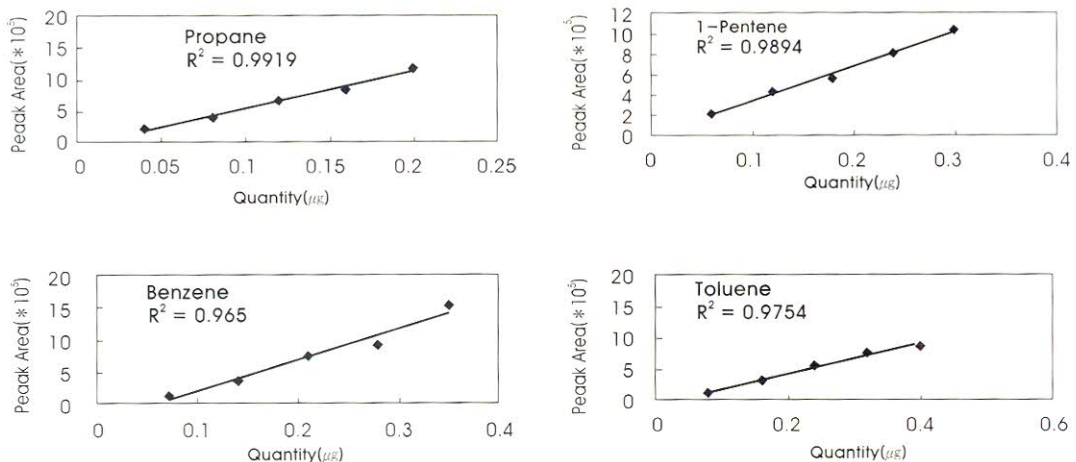 Peaak Area(*10⁵)
20
15
10
5
0
Propane
R² = 0.9919
0 0.05 0.1 0.15 0.2 0.25
Quantity(µg)
Peaak Area(*10⁵)
12
10
8
6
4
2
0
1-Pentene
R² = 0.9894
0 0.1 0.2 0.3 0.4
Quantity(µg)
Peaak Area(*10⁵)
20
15
10
5
0
Benzene
R² = 0.965
0 0.1 0.2 0.3 0.4
Quantity(µg)
Peaak Area(*10⁵)
20
15
10
5
0
Toluene
R² = 0.9754
0 0.2 0.4 0.6
Quantity(µg)